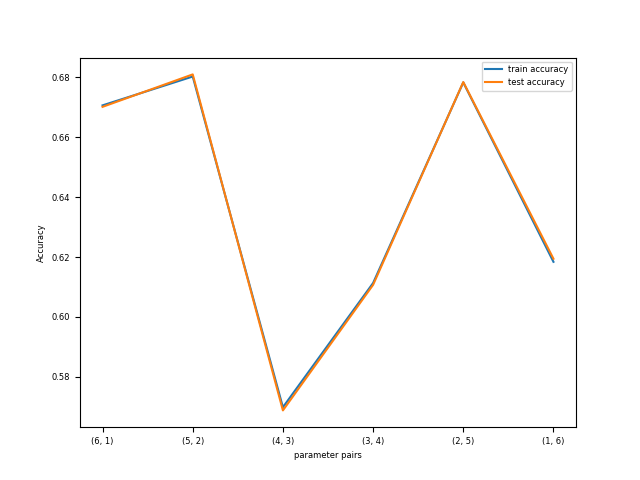 train accuracy
test accuracy
0.68
0.66
0.64
0.62
0.60
0.58
Accuracy
(6, 1) (5, 2) (4, 3) (3, 4) (2, 5) (1, 6)
parameter pairs